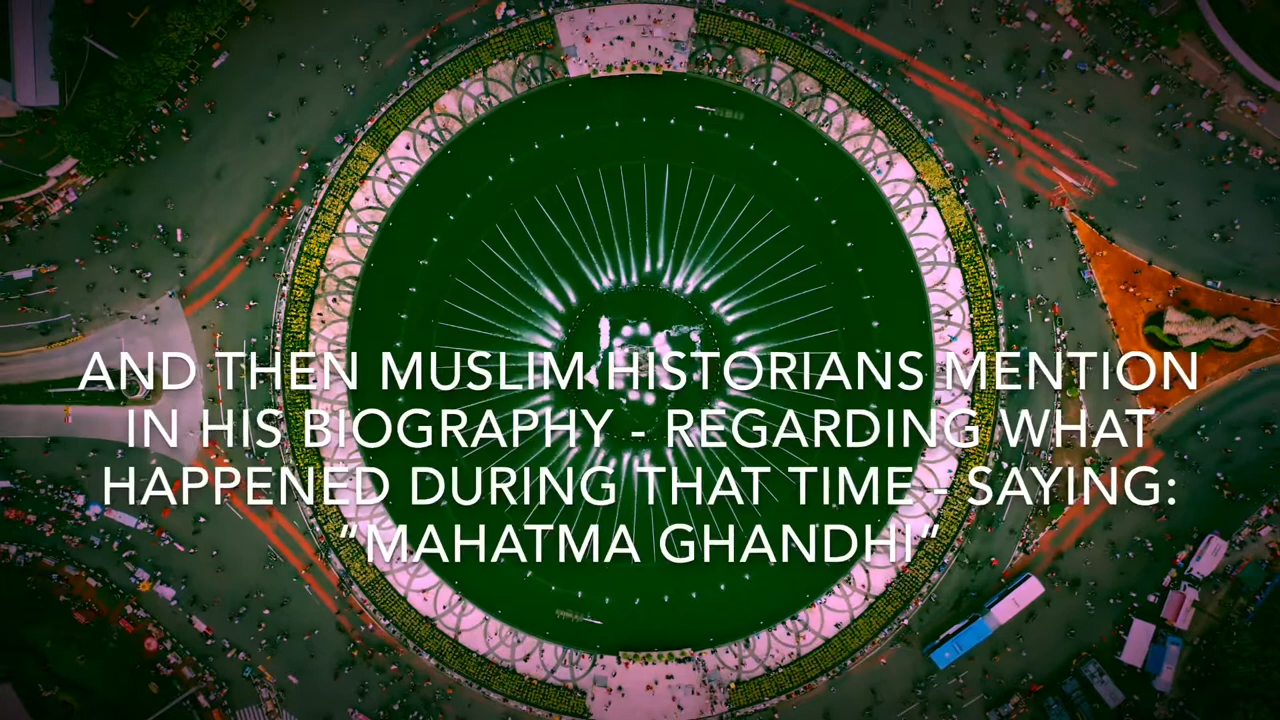 AND THEN MUSLIM HISTORIANS MENTION
IN HIS BIOGRAPHY - REGARDING WHAT
HAPPENED DURING THAT TIME - SAYING:
“MAHATMA GHANDHI”